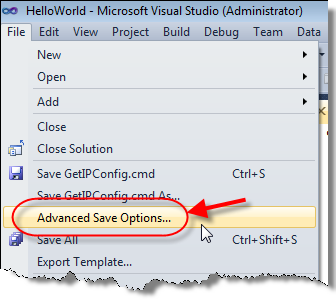 HelloWorld - Microsoft Visual Studio (Administrator)
File Edit View Project Build Debug Team Data
New
Open
Add
Close
Close Solution
Save GetIPConfig.cmd Ctrl+S
Save GetIPConfig.cmd As...
Advanced Save Options...
Save All Ctrl+Shift+S
Export Template...